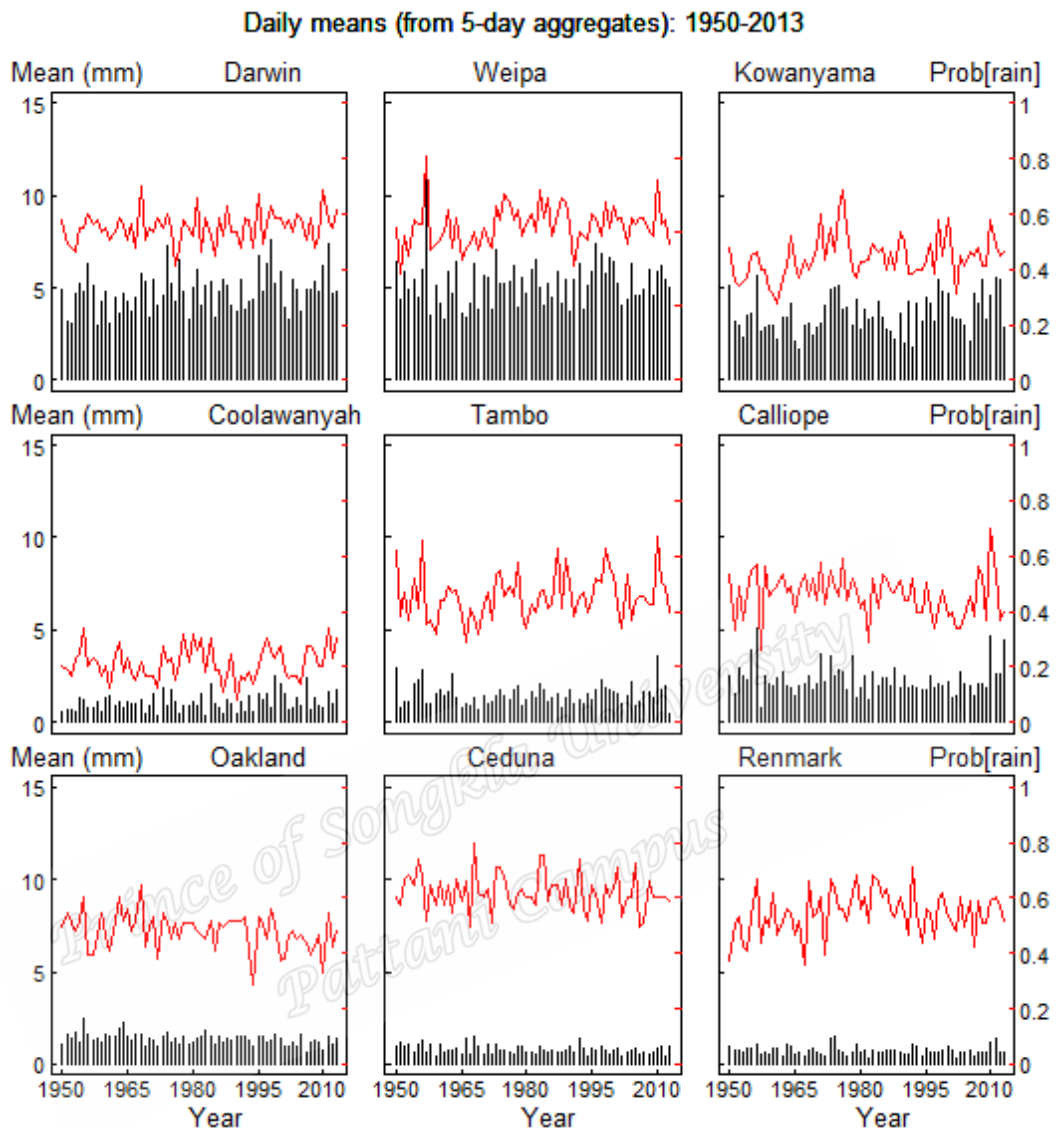 Daily means (from 5-day aggregates): 1950-2013
Mean (mm) Darwin Weipa Kowanyama Prob[rain]
15 1
0.8
10
0.6
5 0.4
0.2
0 0
Mean (mm) Coolawanyah Tambo Calliope Prob[rain]
15 1
0.8
10
0.6
5 0.4
0.2
0 0
Mean (mm) Oakland Ceduna Renmark Prob[rain]
15 1
0.8
10
0.6
5 0.4
0.2
0 0
1950 1965 1980 1995 2010 1950 1965 1980 1995 2010 1950 1965 1980 1995 2010
Year Year Year
Prince of Songkla University
Pattani Campus